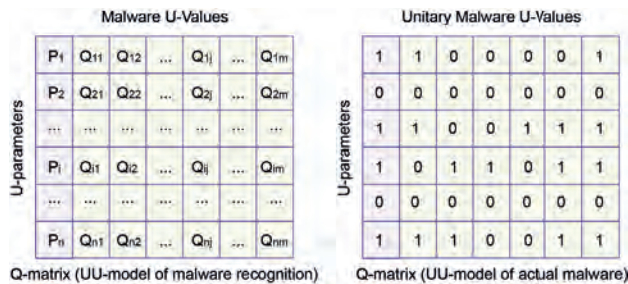 Malware U-Values
Unitary Malware U-Values
U-parameters
P1 Q11 Q12 ... Q1j ... Q1m
P2 Q21 Q22 ... Q2j ... Q2m
... ... ... ... ... ... ...
Pi Qi1 Qi2 ... Qij ... Qim
... ... ... ... ... ... ...
Pn Qn1 Qn2 ... Qnj ... Qnm
Q-matrix (UU-model of malware recognition)
U-parameters
1 1 0 0 0 0 1
0 0 0 0 0 0 0
1 1 0 0 1 1 1
1 0 1 1 0 1 1
0 0 0 0 0 0 0
1 1 1 0 0 1 1
Q-matrix (UU-model of actual malware)